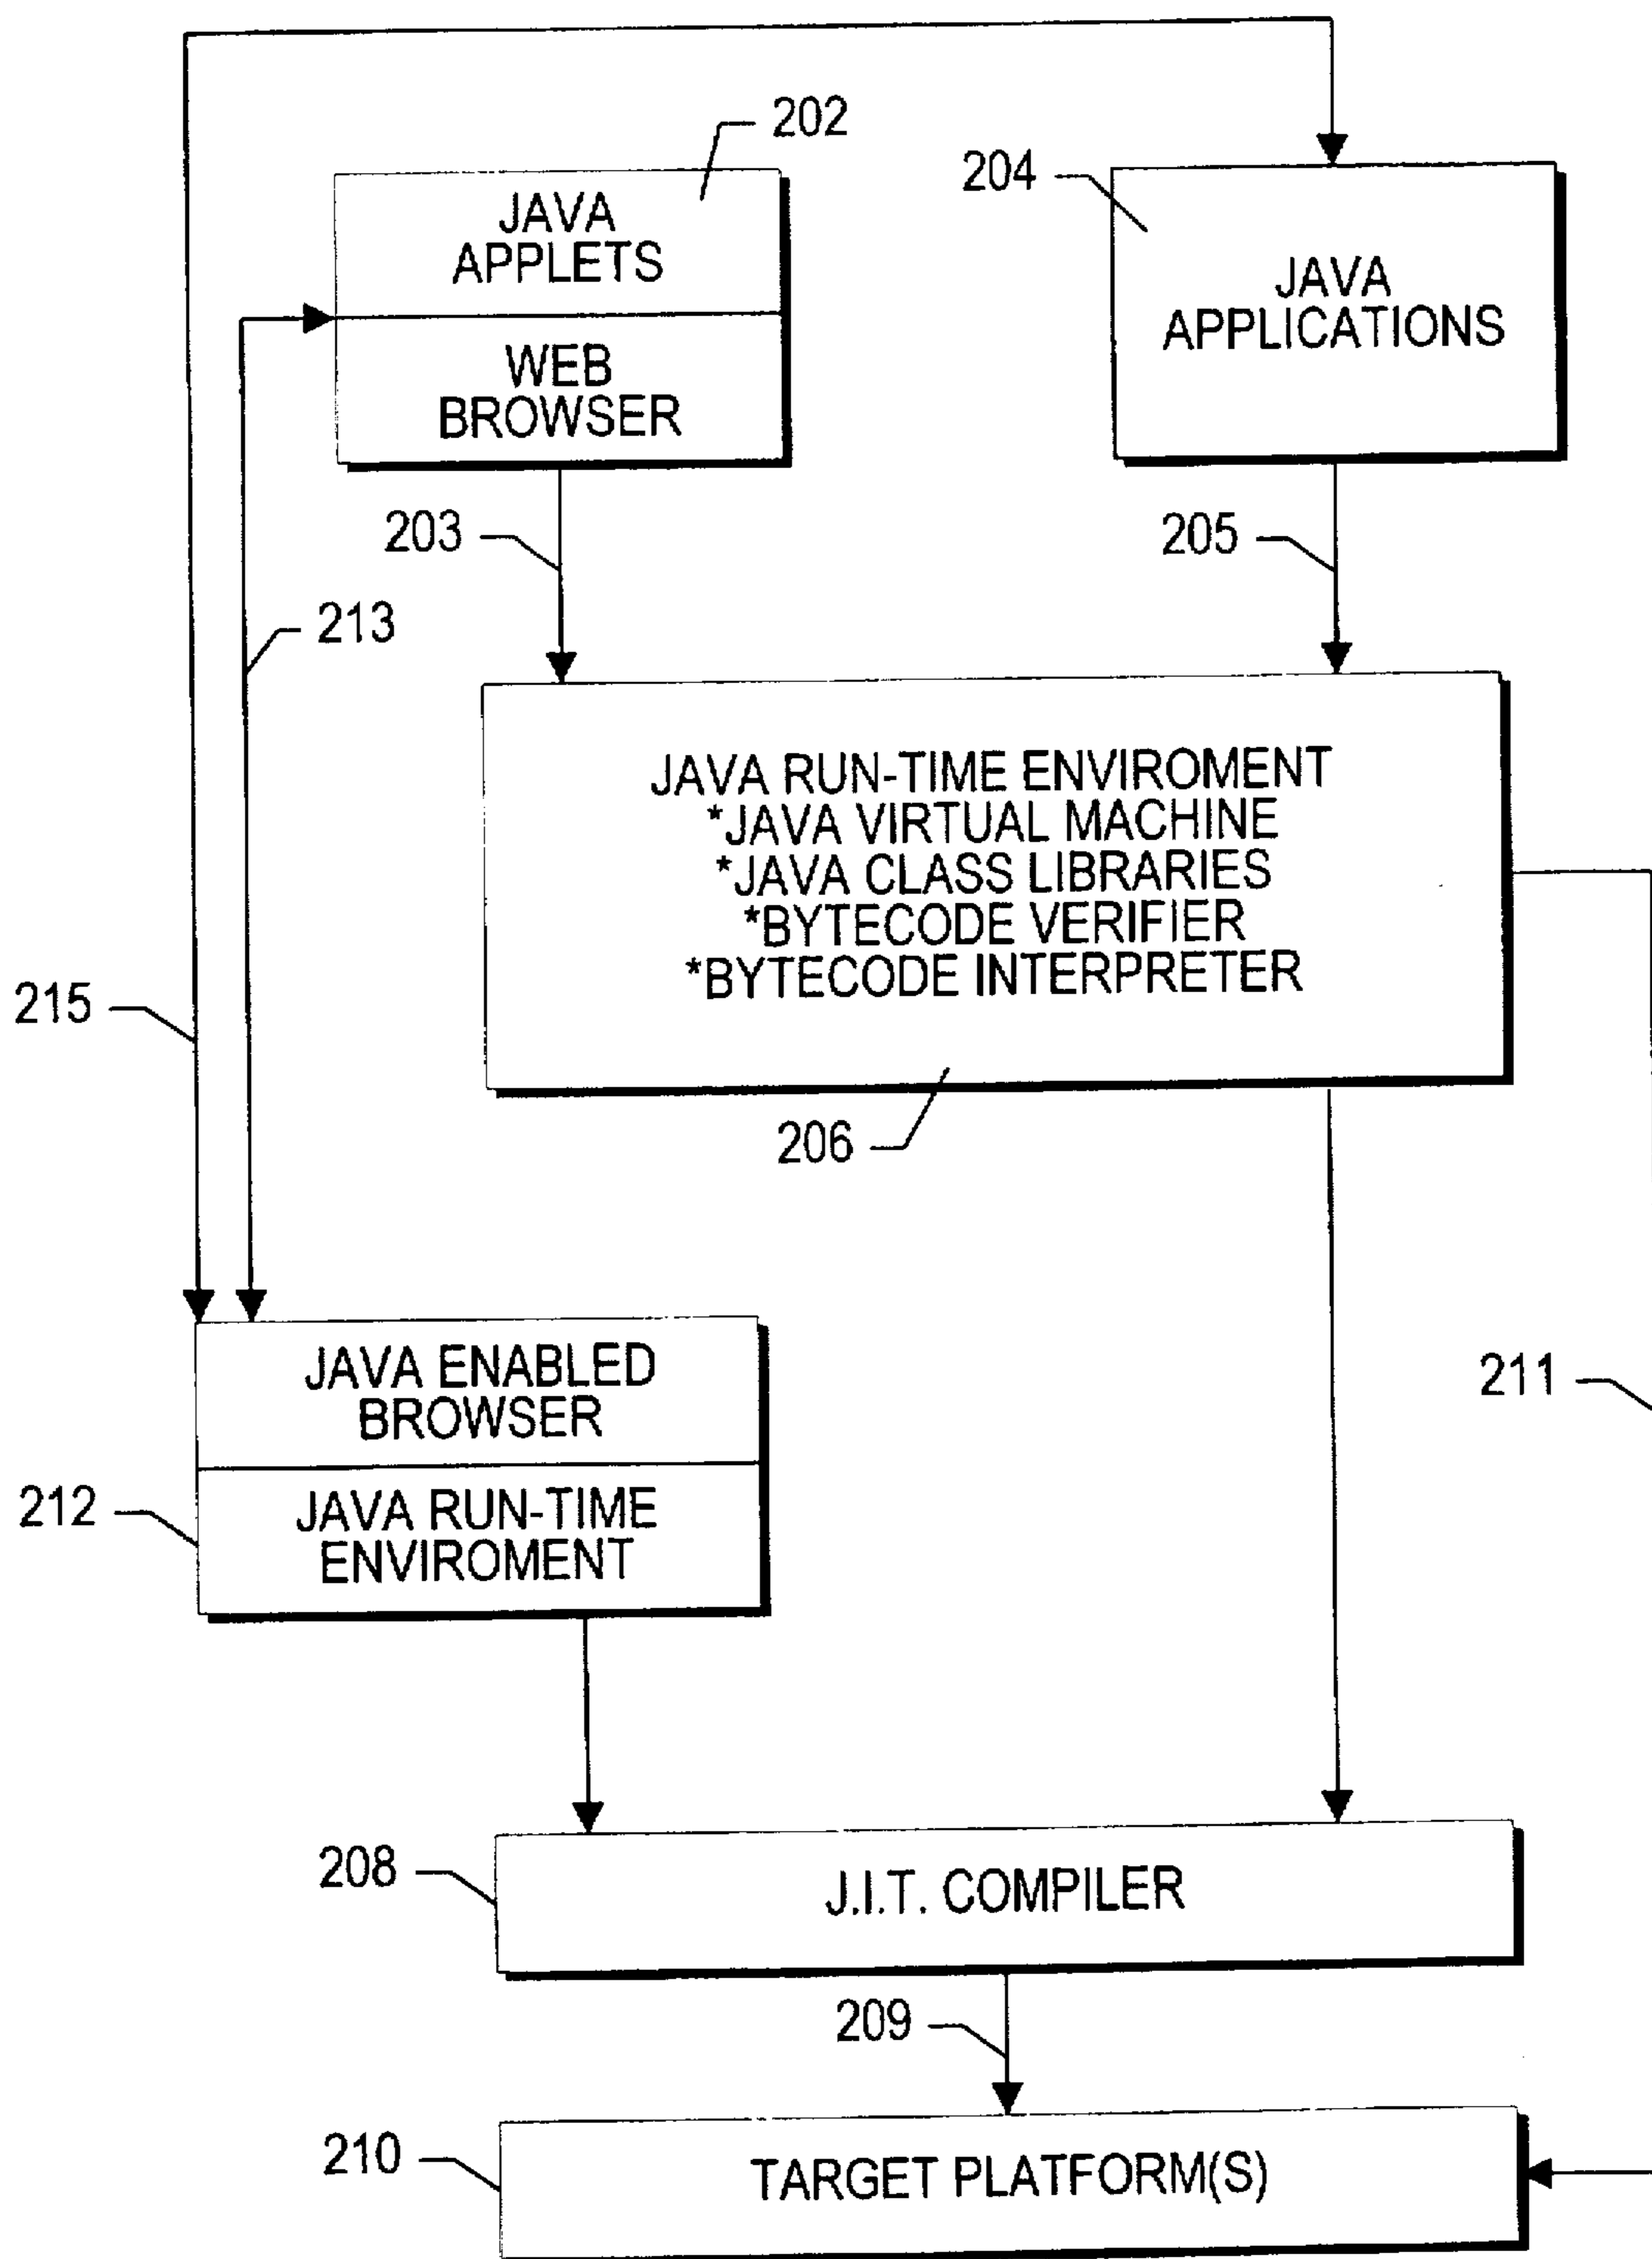 202
JAVA
APPLETS
WEB
BROWSER
204
JAVA
APPLICATIONS
203
205
213
JAVA RUN-TIME ENVIROMENT
*JAVA VIRTUAL MACHINE
*JAVA CLASS LIBRARIES
*BYTECODE VERIFIER
*BYTECODE INTERPRETER
215
206
JAVA ENABLED
BROWSER
211
212
JAVA RUN-TIME
ENVIROMENT
208
J.I.T. COMPILER
209
210
TARGET PLATFORM(S)